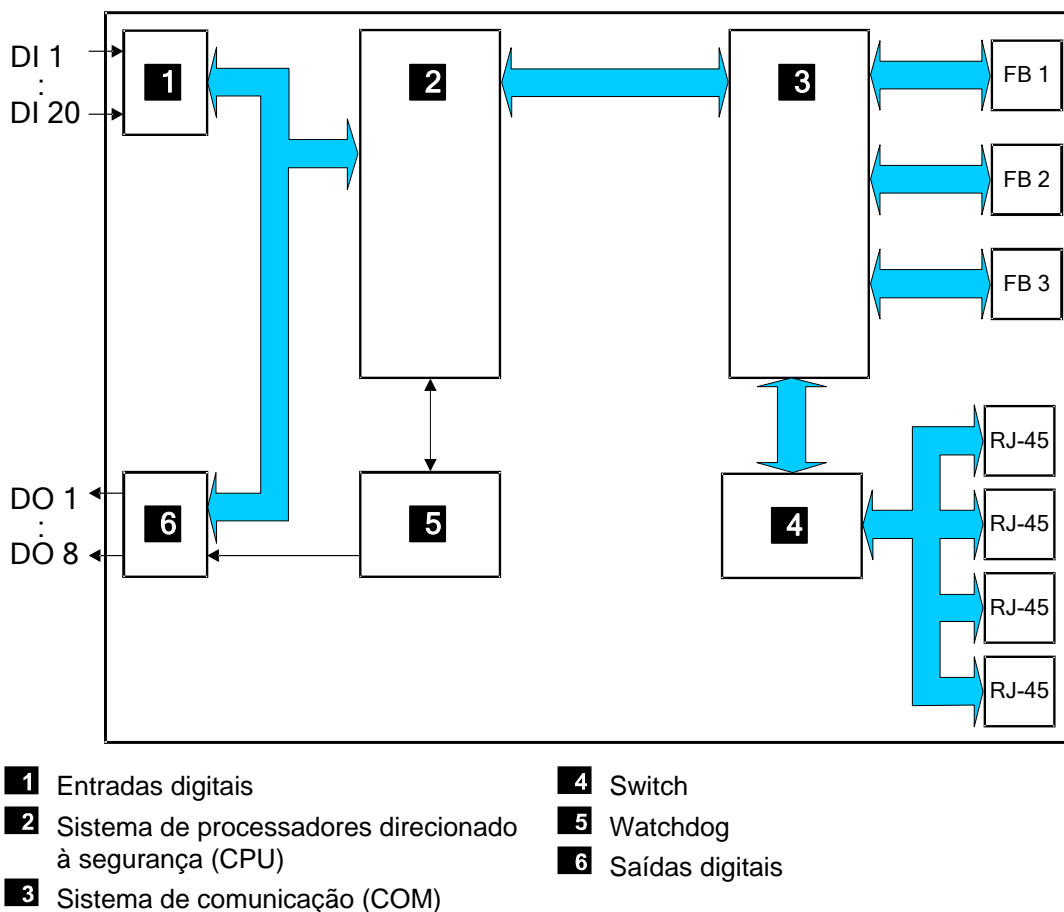 DI 1
:
DI 20
1
2
3
FB 1
FB 2
FB 3
DO 1
:
DO 8
6
5
4
RJ-45
RJ-45
RJ-45
RJ-45
1 Entradas digitais
2 Sistema de processadores direcionado
à segurança (CPU)
3 Sistema de comunicação (COM)
4 Switch
5 Watchdog
6 Saídas digitais